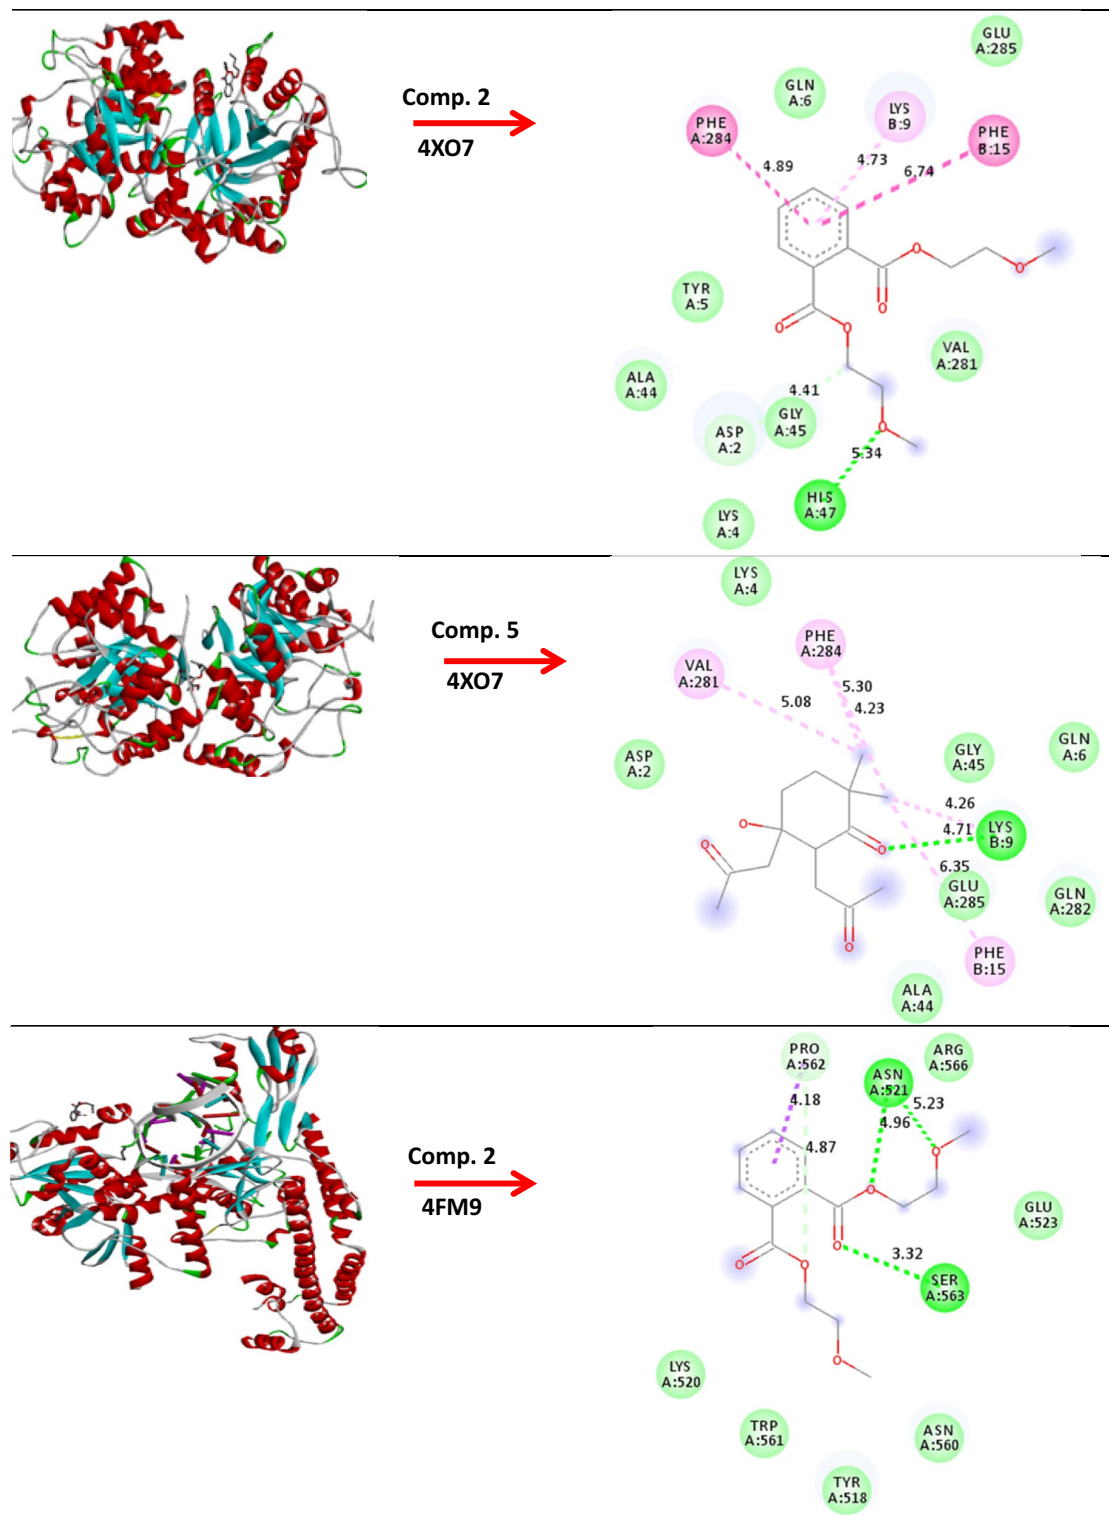 Comp. 2
4XO7
GLU
A:285
GLN
A:6
LYS
B:9
PHE
A:284
PHE
B:15
4.89
4.73
6.74
TYR
A:5
O
O
O
O
O
O
VAL
A:281
ALA
A:44
4.41
GLY
A:45
ASP
A:2
5.34
HIS
A:47
LYS
A:4
Comp. 5
4XO7
LYS
A:4
PHE
A:284
VAL
A:281
5.30
5.08
4.23
GLN
A:6
GLY
A:45
ASP
A:2
4.26
4.71
LYS
B:9
O
O
O
O
6.35
GLU
A:285
GLN
A:282
PHE
B:15
ALA
A:44
Comp. 2
4FM9
PRO
A:562
ARG
A:566
ASN
A:521
5.23
4.18
4.96
4.87
O
O
O
O
O
O
GLU
A:523
3.32
SER
A:563
LYS
A:520
TRP
A:561
ASN
A:560
TYR
A:518